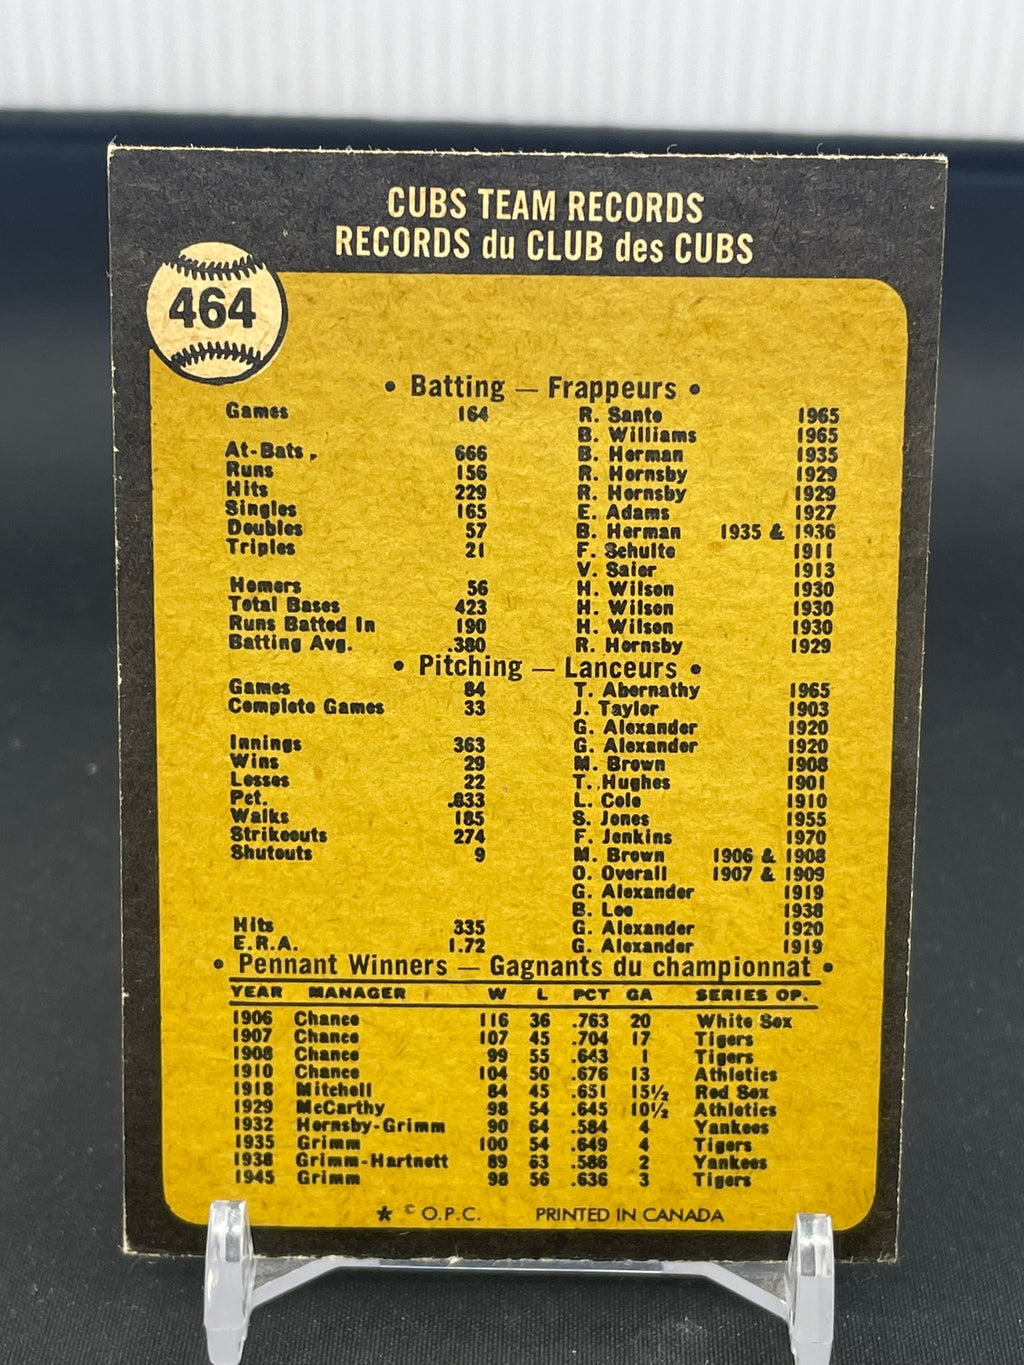 CUBS TEAM RECORDS
RECORDS du CLUB des CUBS
464
• Batting — Frappeurs •
Games 164 R. Santo 1965
B. Williams 1965
At-Bats 666 B. Herman 1935
Runs 156 R. Hornsby 1929
Hits 229 R. Hornsby 1929
Singles 165 E. Adams 1927
Doubles 57 B. Herman 1935 & 1936
Triples 21 F. Schulte 1911
V. Saier 1913
Homers 56 H. Wilson 1930
Total Bases 423 H. Wilson 1930
Runs Batted In 190 H. Wilson 1930
Batting Avg. .380 R. Hornsby 1929
• Pitching — Lanceurs •
Games 84 T. Abernathy 1965
Complete Games 33 J. Taylor 1903
G. Alexander 1920
Innings 363 G. Alexander 1920
Wins 29 M. Brown 1908
Losses 22 T. Hughes 1901
Pct. .833 L. Cole 1910
Walks 185 S. Jones 1955
Strikeouts 274 F. Jenkins 1970
Shutouts 9 M. Brown 1906 & 1908
O. Overall 1907 & 1909
G. Alexander 1919
B. Lee 1938
Hits 335 G. Alexander 1920
E.R.A. 1.72 G. Alexander 1919
• Pennant Winners — Gagnants du championnat •
YEAR MANAGER W L PCT GA SERIES OP.
1906 Chance 116 36 .763 20 White Sox
1907 Chance 107 45 .704 17 Tigers
1908 Chance 99 55 .643 1 Tigers
1910 Chance 104 50 .676 13 Athletics
1918 Mitchell 84 45 .651 15½ Red Sox
1929 McCarthy 98 54 .645 10½ Athletics
1932 Hornsby-Grimm 90 64 .584 4 Yankees
1935 Grimm 100 54 .649 4 Tigers
1938 Grimm-Hartnett 89 63 .586 2 Yankees
1945 Grimm 98 56 .636 3 Tigers
★ © O.P.C. PRINTED IN CANADA